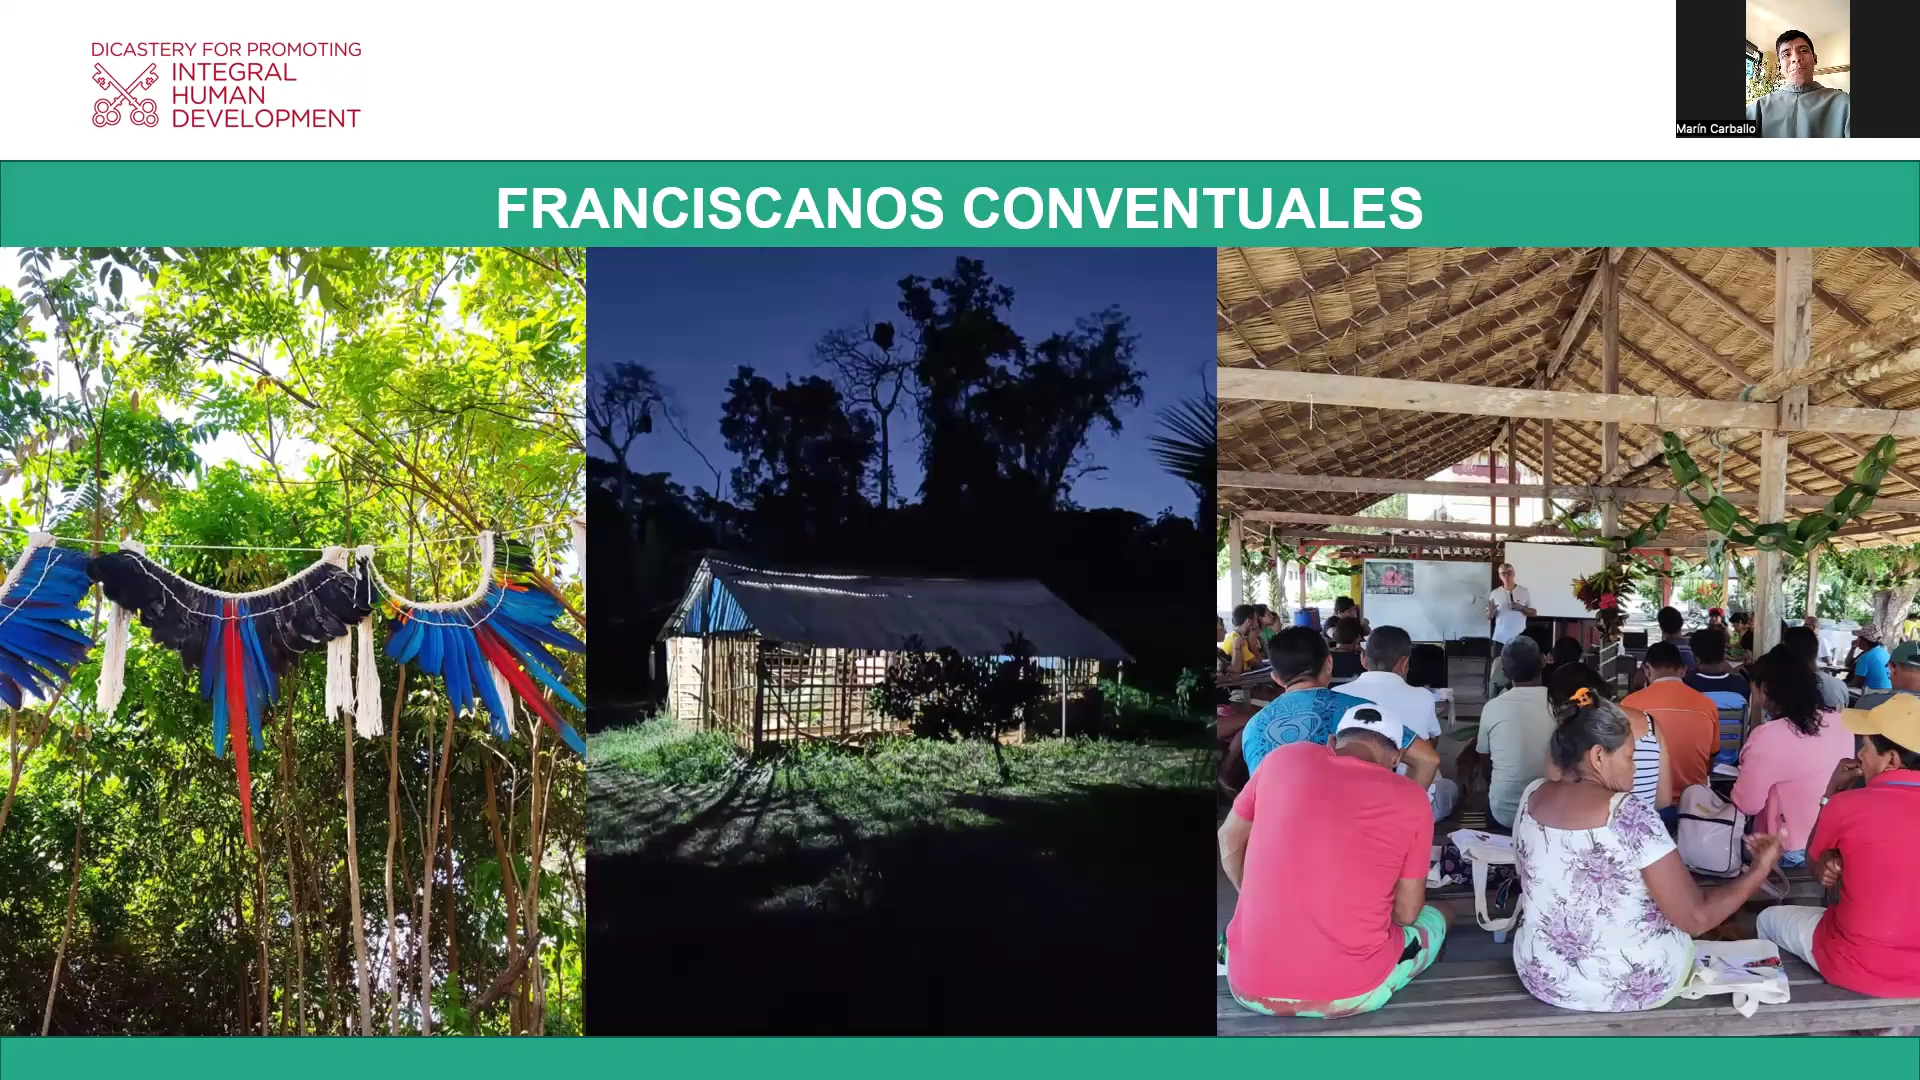 DICASTERY FOR PROMOTING
INTEGRAL
HUMAN
DEVELOPMENT
Marín Carballo
FRANCISCANOS CONVENTUALES